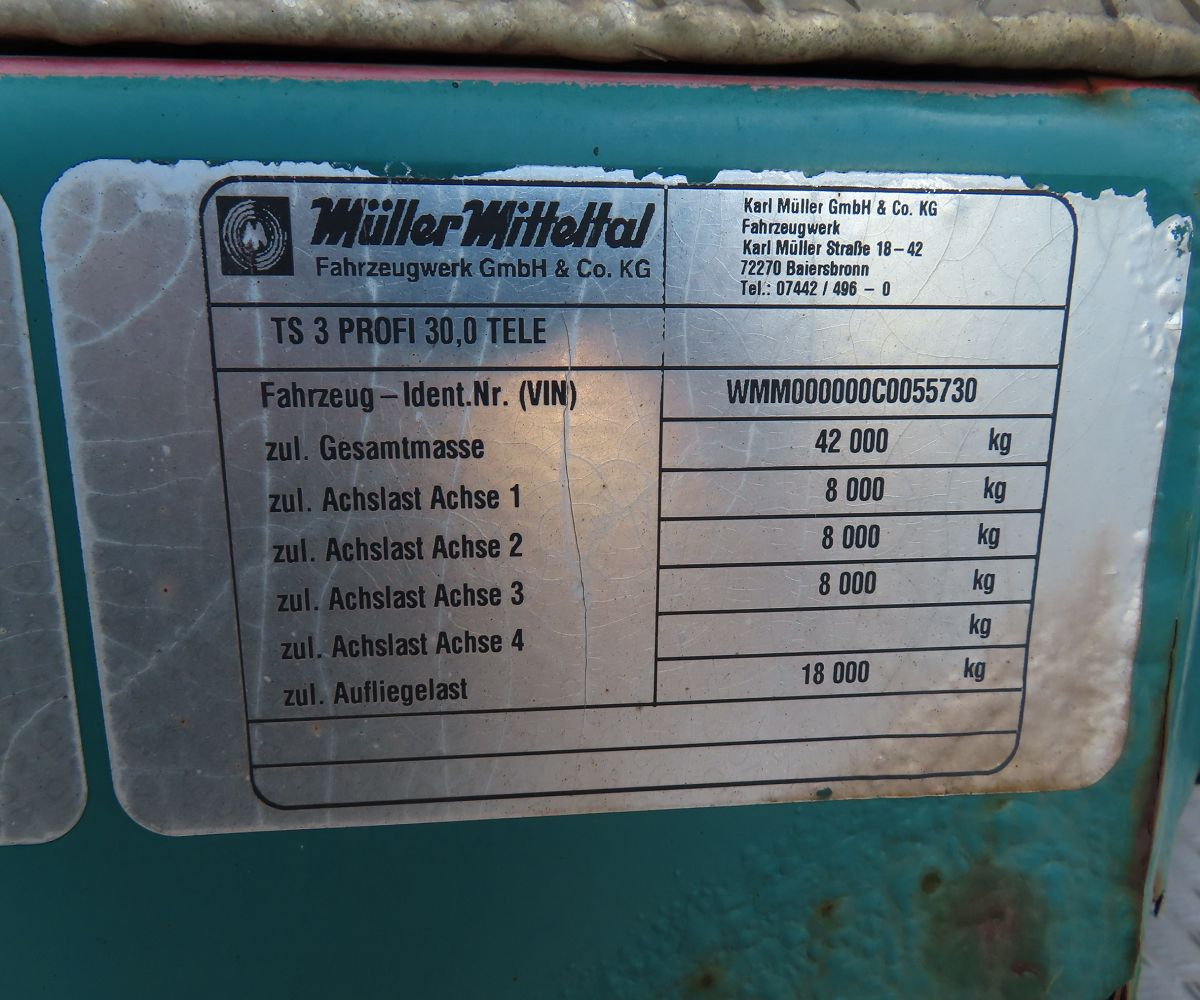 M
Müller Mitteltal
Fahrzeugwerk GmbH & Co. KG
Karl Müller GmbH & Co. KG
Fahrzeugwerk
Karl Müller Straße 18 – 42
72270 Baiersbronn
Tel.: 07442 / 496 – 0
TS 3 PROFI 30,0 TELE
Fahrzeug – Ident.Nr. (VIN) WMM000000C0055730
zul. Gesamtmasse 42 000 kg
zul. Achslast Achse 1 8 000 kg
zul. Achslast Achse 2 8 000 kg
zul. Achslast Achse 3 8 000 kg
zul. Achslast Achse 4 kg
zul. Aufliegelast 18 000 kg